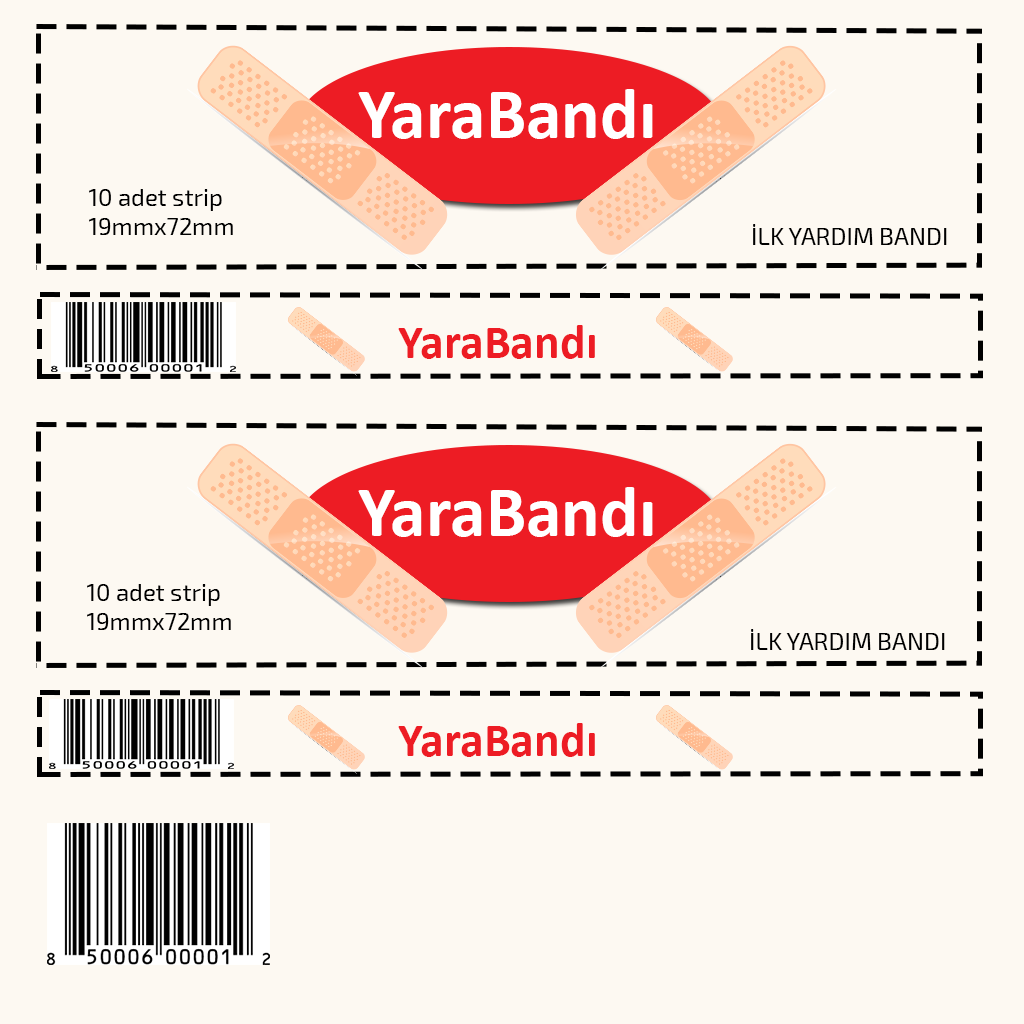 YaraBandı
10 adet strip
19mmx72mm
İLK YARDIM BANDI
8 50006 00001 2
YaraBandı
YaraBandı
10 adet strip
19mmx72mm
İLK YARDIM BANDI
8 50006 00001 2
YaraBandı
8 50006 00001 2